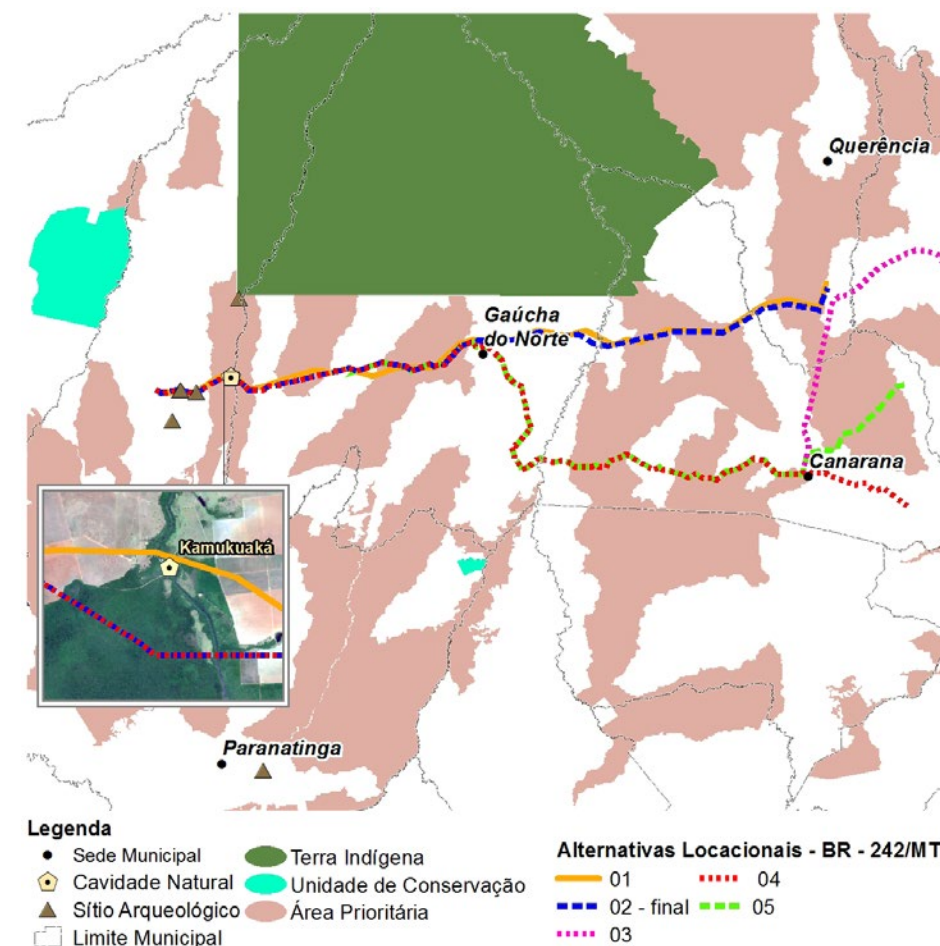 Querência
Gaúcha
do Norte
Canarana
Kamukuaká
Paranatinga
Legenda
Sede Municipal
Cavidade Natural
Sítio Arqueológico
Limite Municipal
Terra Indígena
Unidade de Conservação
Área Prioritária
Alternativas Locacionais - BR - 242/MT
01
02 - final
03
04
05